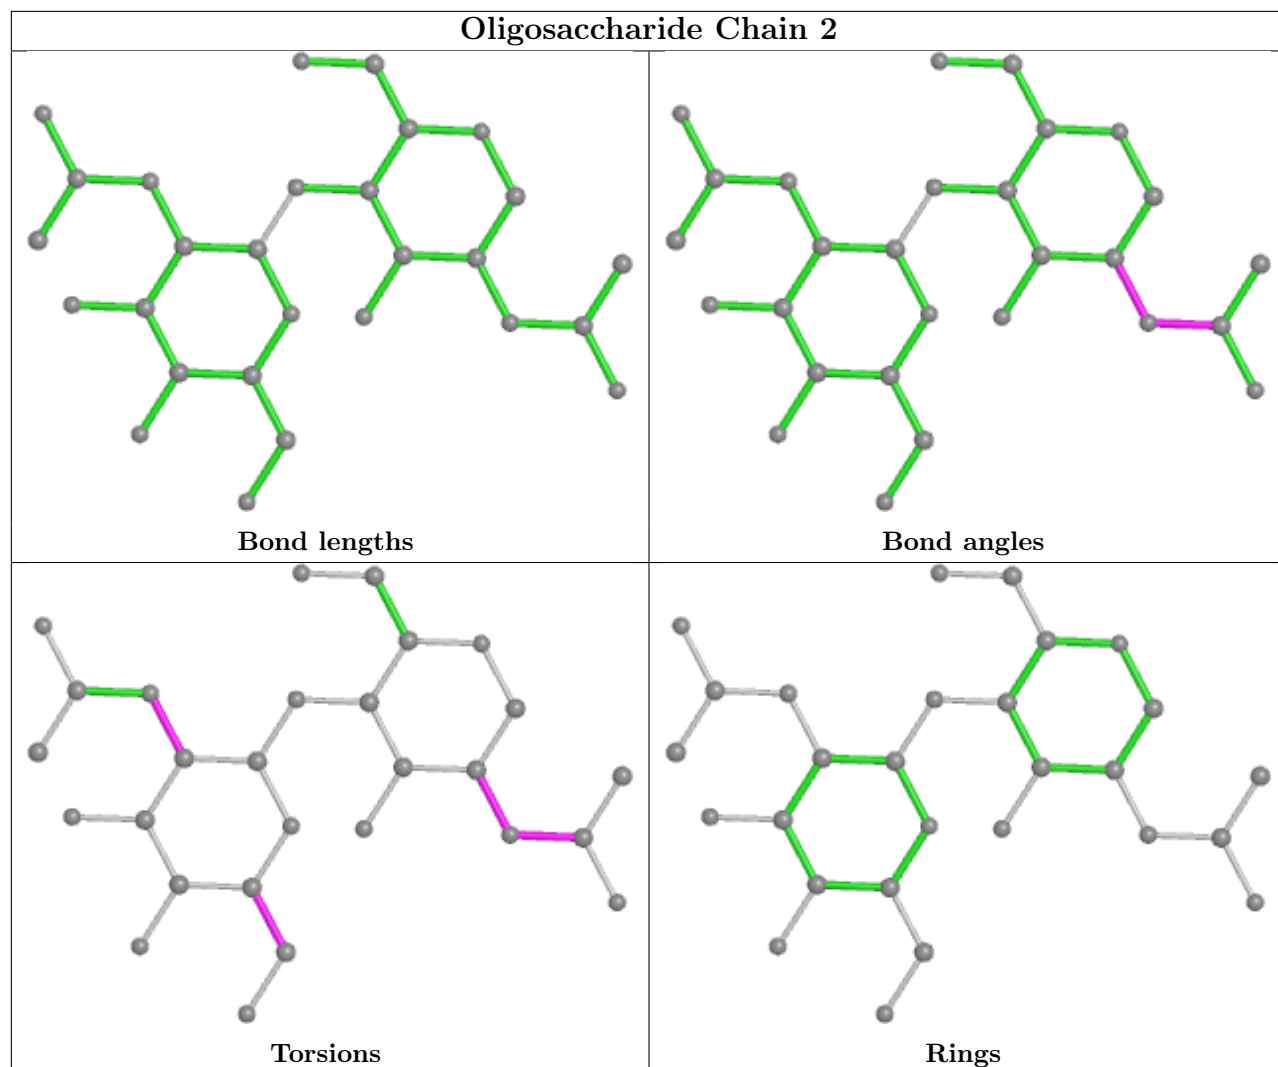 Oligosaccharide Chain 2
Bond lengths
Bond angles
Torsions
Rings